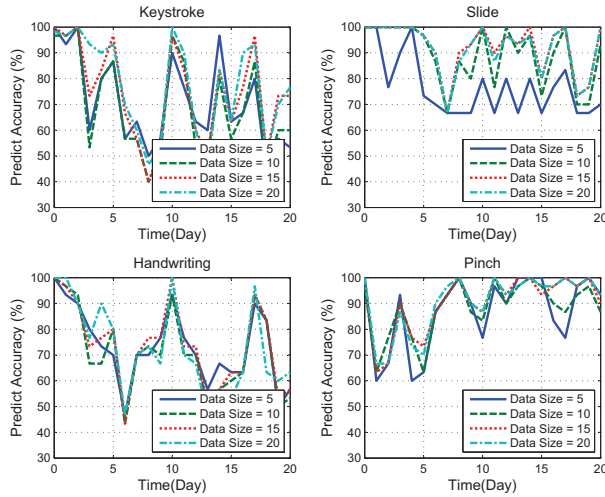 Keystroke
Predict Accuracy (%)
100
90
80
70
60
50
40
30
0 5 10 15 20
Time(Day)
Data Size = 5
Data Size = 10
Data Size = 15
Data Size = 20
Slide
Predict Accuracy (%)
100
90
80
70
60
50
40
30
0 5 10 15 20
Time(Day)
Data Size = 5
Data Size = 10
Data Size = 15
Data Size = 20
Handwriting
Predict Accuracy (%)
100
90
80
70
60
50
40
30
0 5 10 15 20
Time(Day)
Data Size = 5
Data Size = 10
Data Size = 15
Data Size = 20
Pinch
Predict Accuracy (%)
100
90
80
70
60
50
40
30
0 5 10 15 20
Time(Day)
Data Size = 5
Data Size = 10
Data Size = 15
Data Size = 20